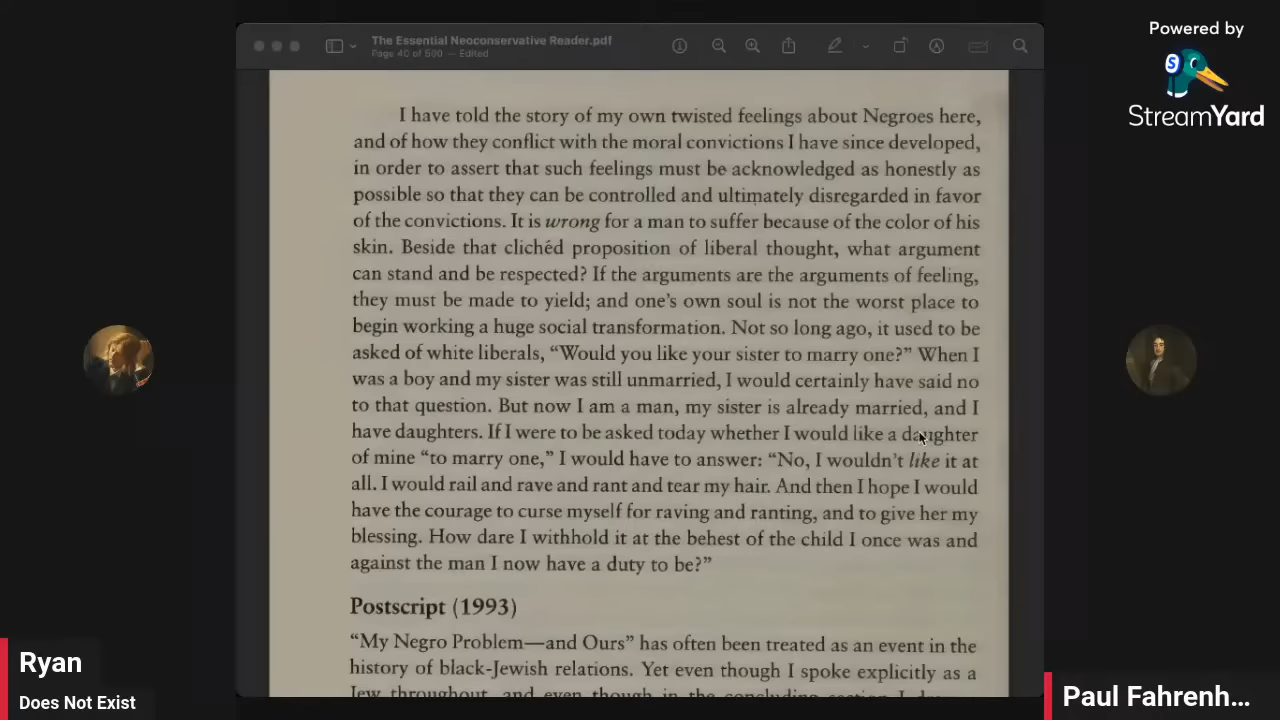 The Essential Neoconservative Reader.pdf
Page 40 of 500 — Edited
Powered by
StreamYard
I have told the story of my own twisted feelings about Negroes here,
and of how they conflict with the moral convictions I have since developed,
in order to assert that such feelings must be acknowledged as honestly as
possible so that they can be controlled and ultimately disregarded in favor
of the convictions. It is wrong for a man to suffer because of the color of his
skin. Beside that clichéd proposition of liberal thought, what argument
can stand and be respected? If the arguments are the arguments of feeling,
they must be made to yield; and one's own soul is not the worst place to
begin working a huge social transformation. Not so long ago, it used to be
asked of white liberals, "Would you like your sister to marry one?" When I
was a boy and my sister was still unmarried, I would certainly have said no
to that question. But now I am a man, my sister is already married, and I
have daughters. If I were to be asked today whether I would like a daughter
of mine "to marry one," I would have to answer: "No, I wouldn't like it at
all. I would rail and rave and rant and tear my hair. And then I hope I would
have the courage to curse myself for raving and ranting, and to give her my
blessing. How dare I withhold it at the behest of the child I once was and
against the man I now have a duty to be?"
Postscript (1993)
"My Negro Problem—and Ours" has often been treated as an event in the
history of black-Jewish relations. Yet even though I spoke explicitly as a
Jew throughout, and even though in the concluding section I
Ryan
Does Not Exist
Paul Fahrenh...